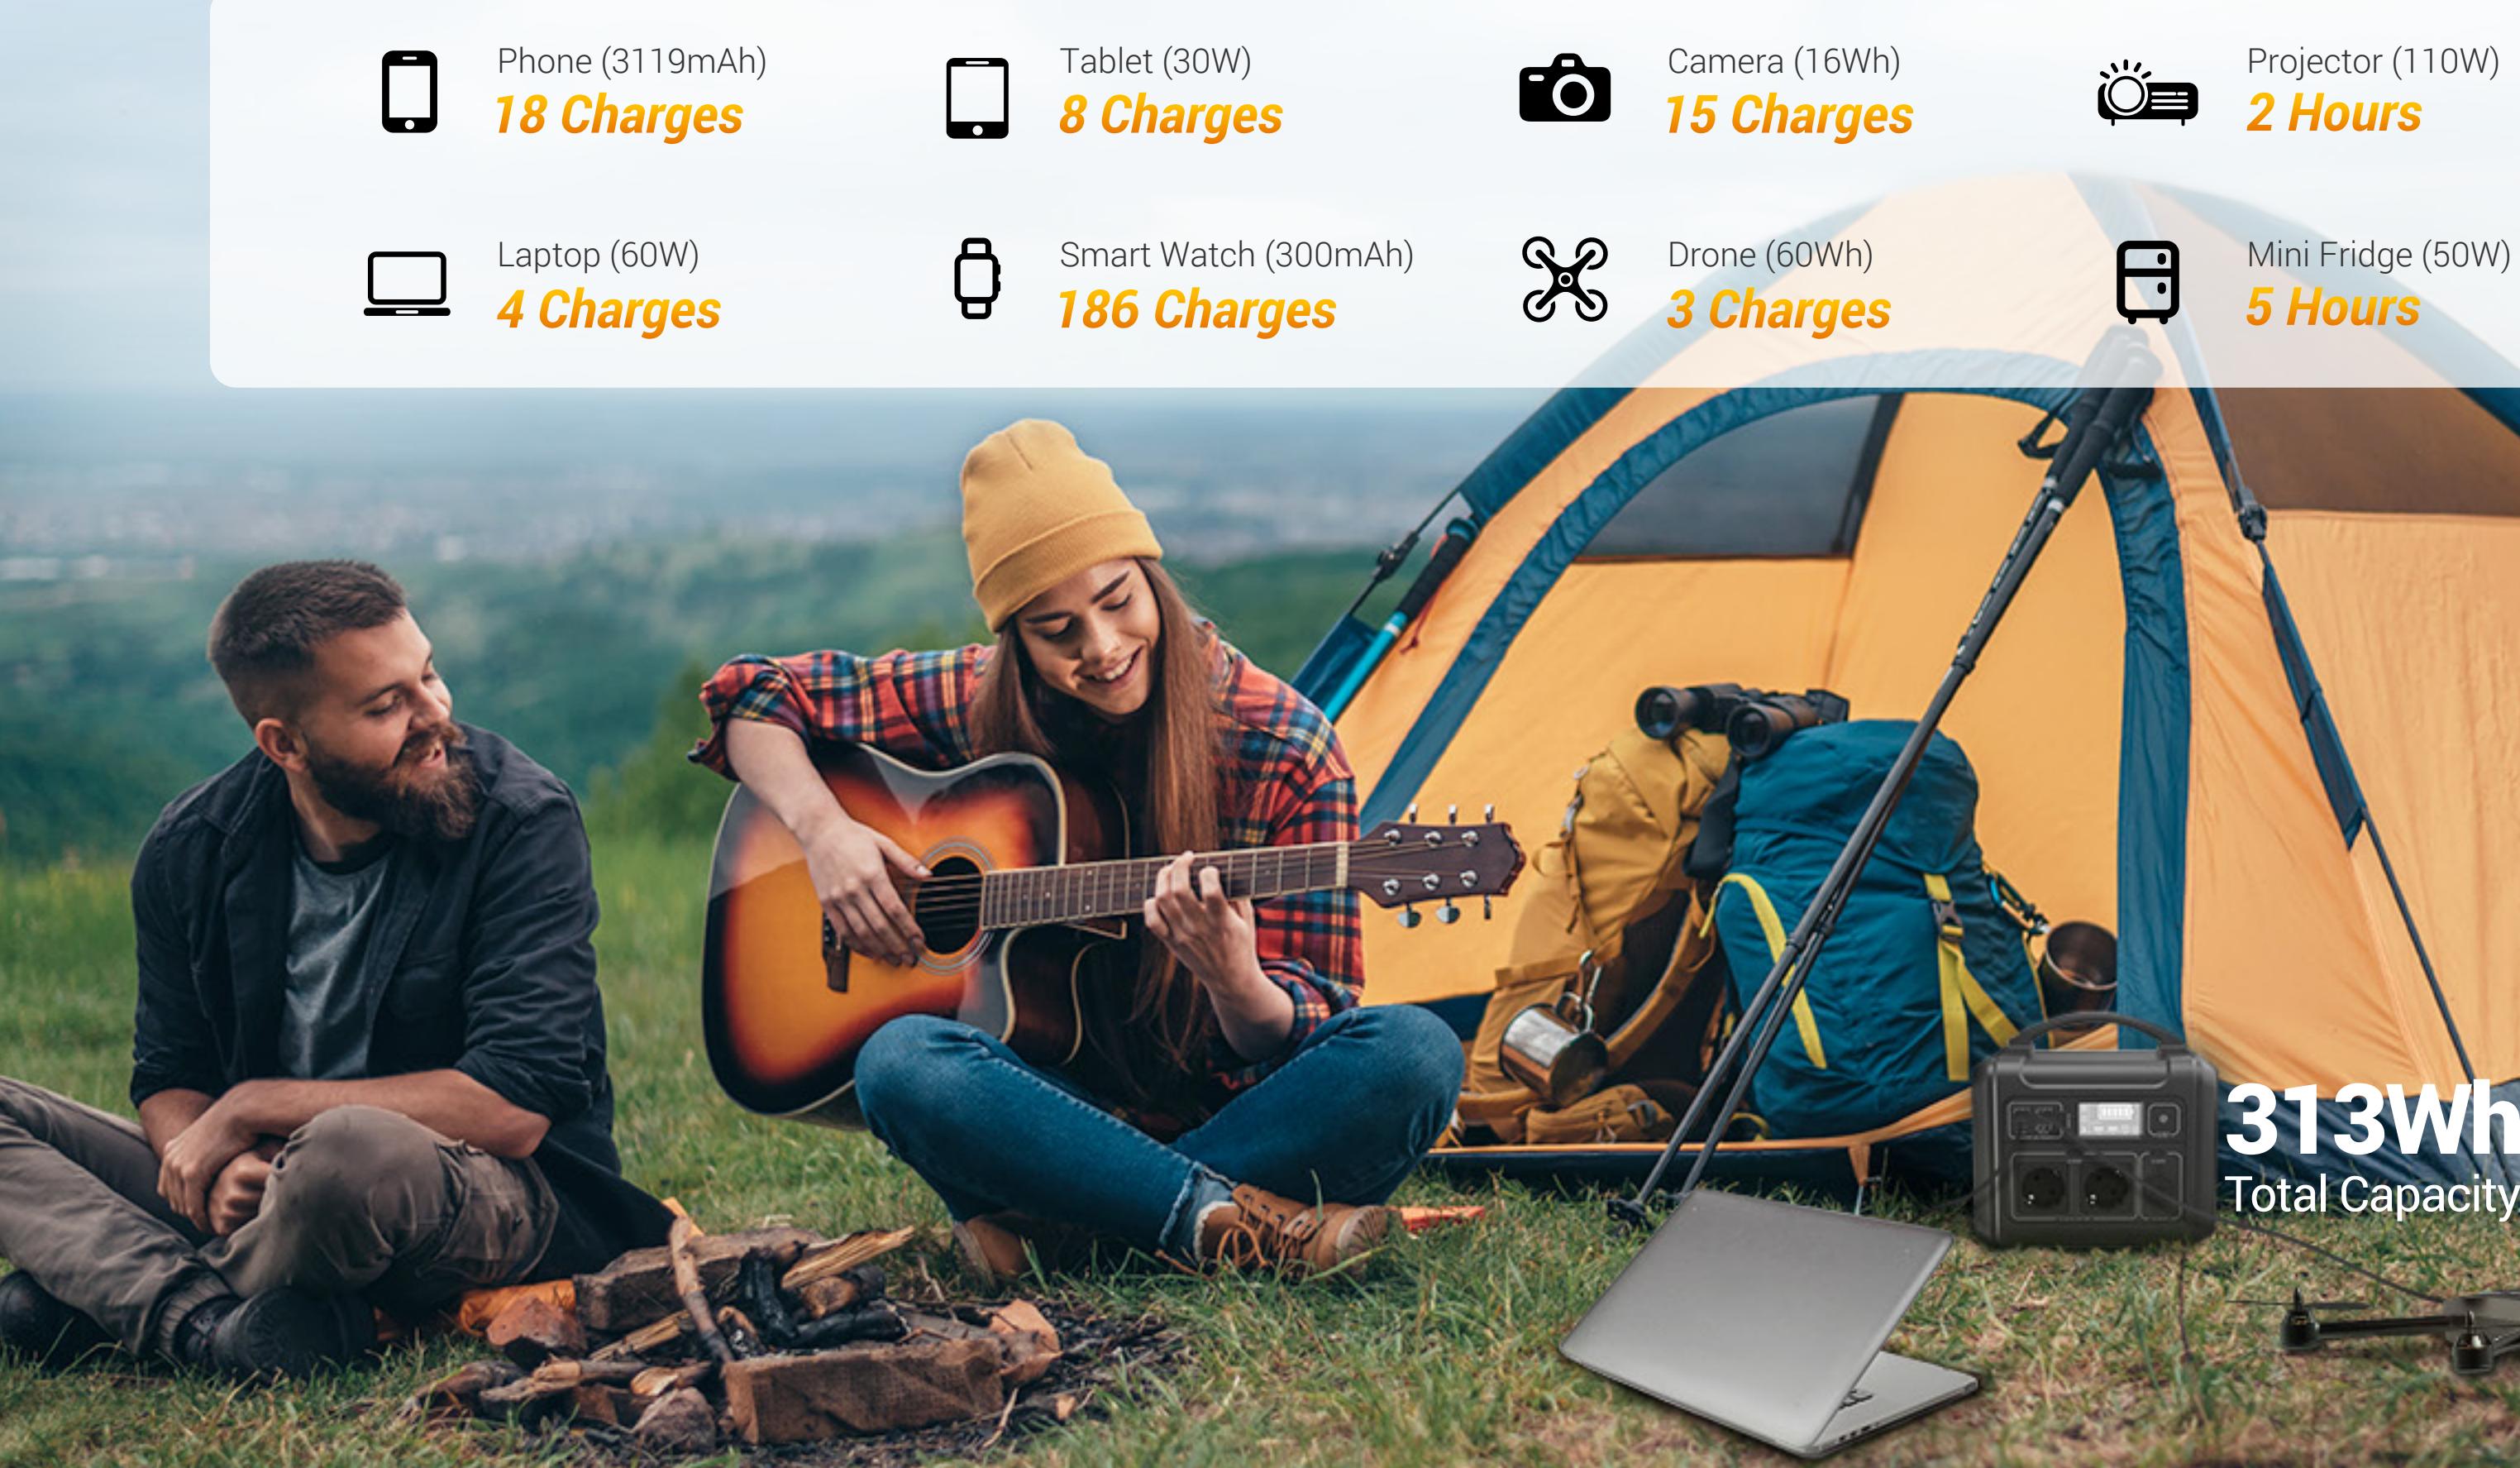 Phone (3119mAh)
18 Charges
Tablet (30W)
8 Charges
Camera (16Wh)
15 Charges
Projector (110W)
2 Hours
Laptop (60W)
4 Charges
Smart Watch (300mAh)
186 Charges
Drone (60Wh)
3 Charges
Mini Fridge (50W)
5 Hours
313Wh
Total Capacity